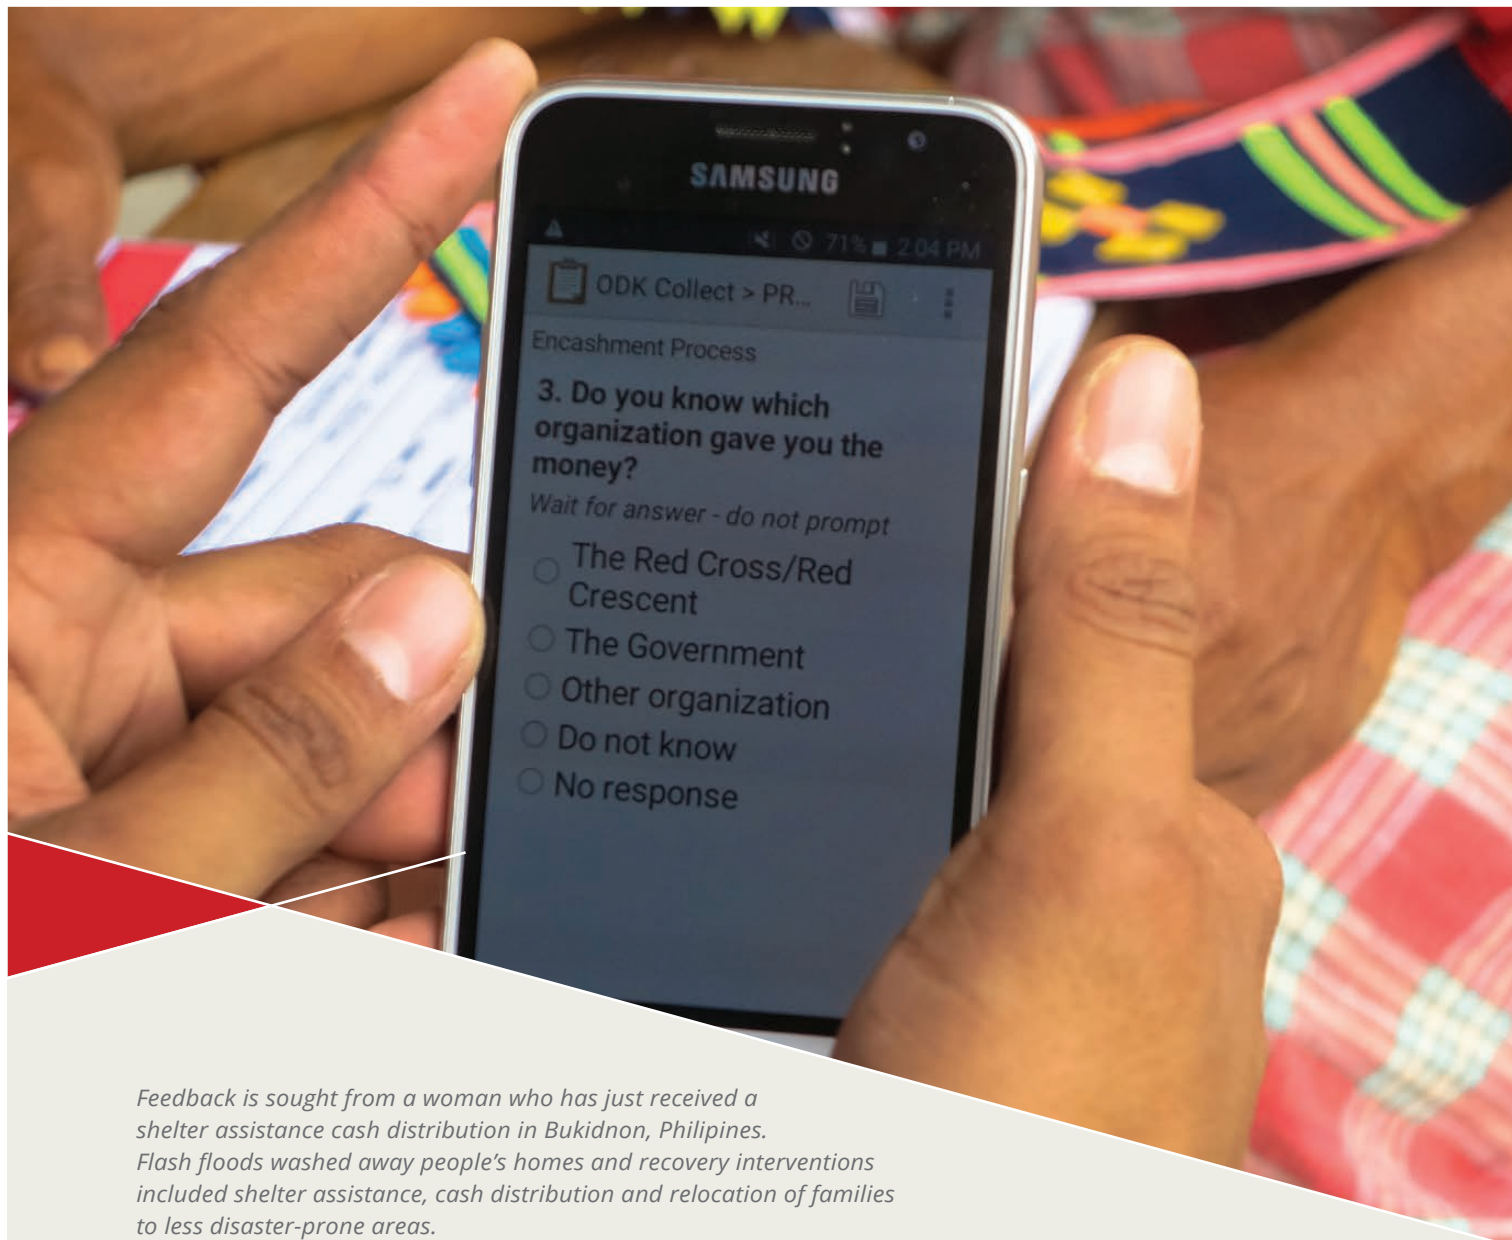 SAMSUNG
71% 2:04 PM
ODK Collect > PR...
Encashment Process
3. Do you know which
organization gave you the
money?
Wait for answer - do not prompt
The Red Cross/Red
Crescent
The Government
Other organization
Do not know
No response
Feedback is sought from a woman who has just received a
shelter assistance cash distribution in Bukidnon, Philipines.
Flash floods washed away people's homes and recovery interventions
included shelter assistance, cash distribution and relocation of families
to less disaster-prone areas.